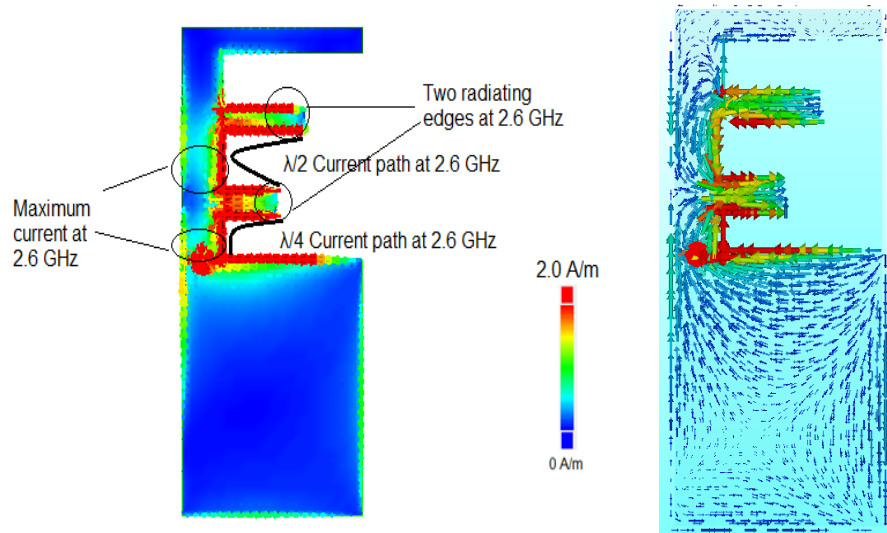 Two radiating
edges at 2.6 GHz
λ/2 Current path at 2.6 GHz
Maximum
current at
2.6 GHz
λ/4 Current path at 2.6 GHz
2.0 A/m
0 A/m